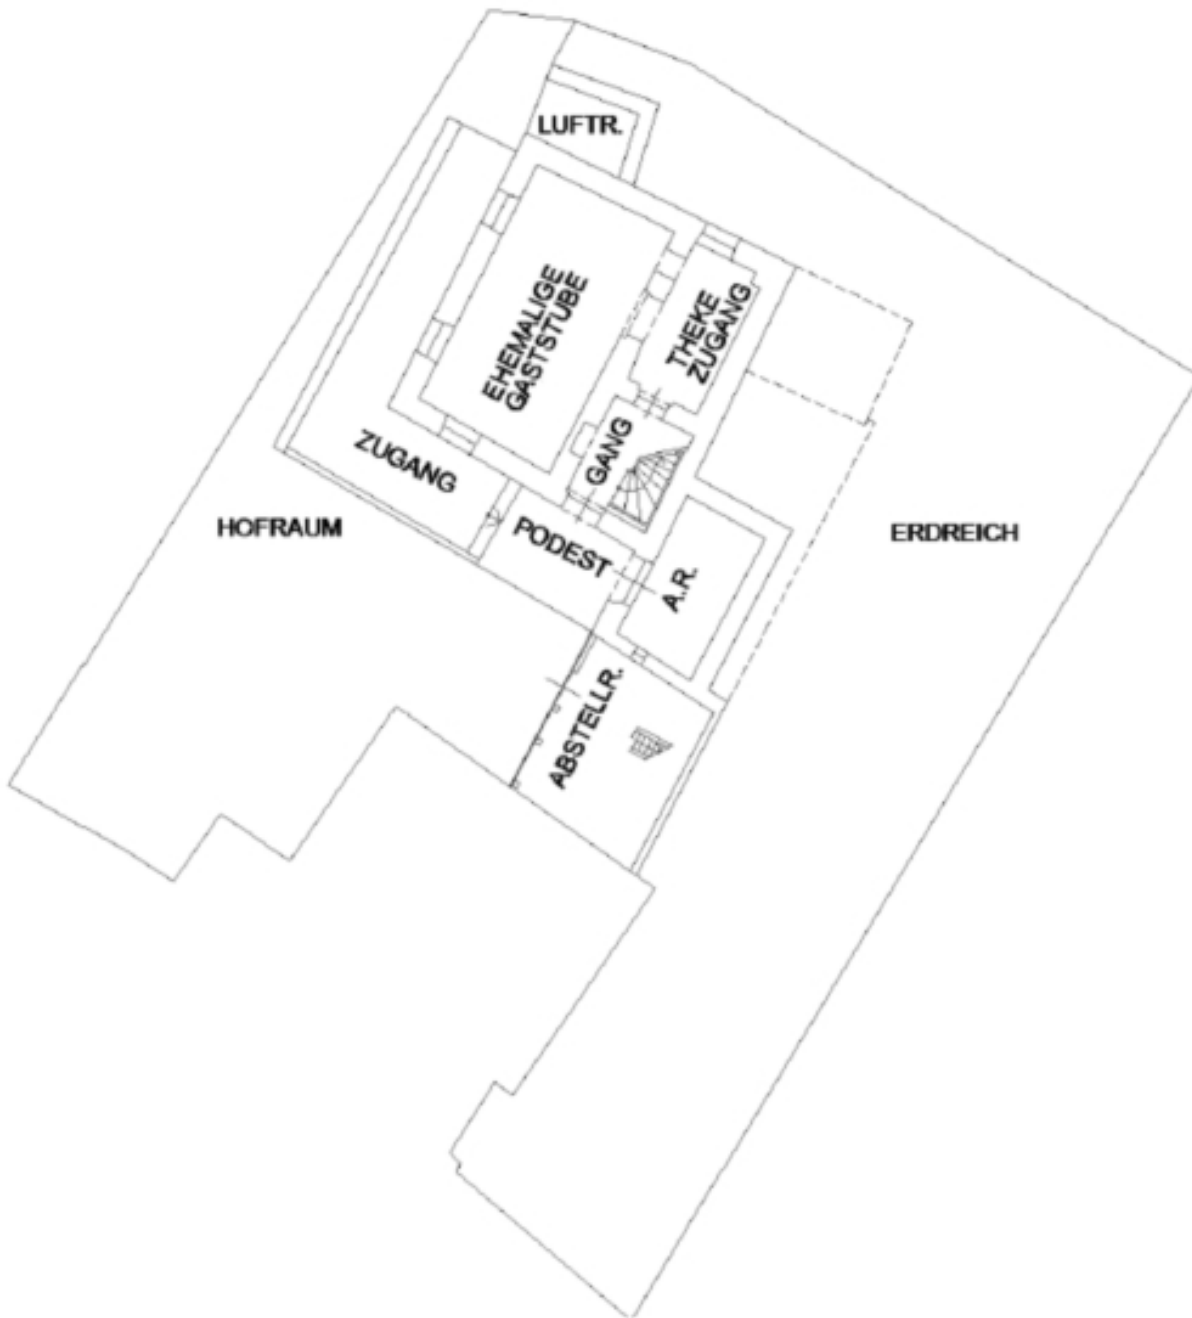 LUFTR.
EHEMALIGE
GASTSTUBE
THEKE
ZUGANG
GANG
ZUGANG
HOFRAUM
PODEST
ERDREICH
A.R.
ABSTELLR.